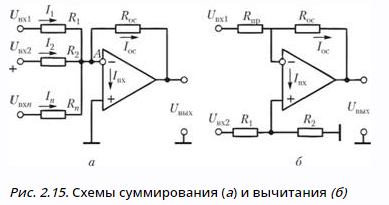 Uвх1 I1 R1 Rос Uвх1 Rпр Rос
Iос Iос
Uвх2 I2 R2 A − −
+ Iвх Iвх
Uвхn In Rn + Uвых Uвх2 R1 + R2 Uвых
а б
Рис. 2.15. Схемы суммирования (а) и вычитания (б)